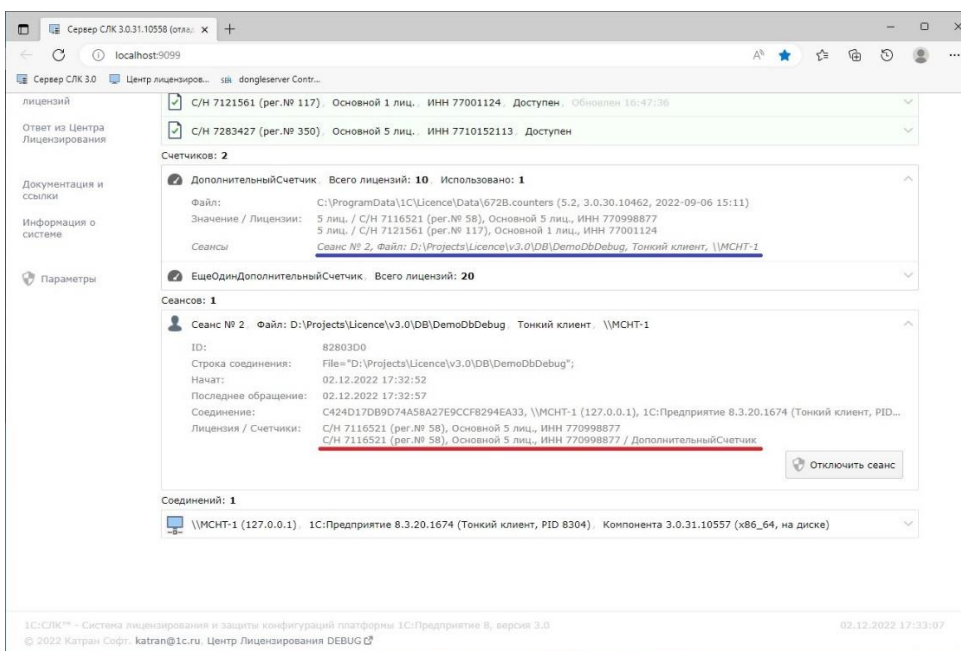 Сервер СЛК 3.0.31.10558 (отла
localhost:9099
Сервер СЛК 3.0 Центр лицензиров... dongleserver Contr...
лицензий
С/Н 7121561 (рег.№ 117), Основной 1 лиц., ИНН 77001124, Доступен, Обновлен 16:47:36
Ответ из Центра Лицензирования
С/Н 7283427 (рег.№ 350), Основной 5 лиц., ИНН 7710152113, Доступен
Счетчиков: 2
Документация и ссылки
ДополнительныйСчетчик, Всего лицензий: 10, Использовано: 1
Файл: C:\ProgramData\1C\Licence\Data\672B.counters (5.2, 3.0.30.10462, 2022-09-06 15:11)
Информация о системе
Значение / Лицензии: 5 лиц. / С/Н 7116521 (рег.№ 58), Основной 5 лиц., ИНН 770998877
5 лиц. / С/Н 7121561 (рег.№ 117), Основной 1 лиц., ИНН 77001124
Сеансы Сеанс № 2, Файл: D:\Projects\Licence\v3.0\DB\DemoDbDebug, Тонкий клиент, \\MCHT-1
Параметры
ЕщеОдинДополнительныйСчетчик, Всего лицензий: 20
Сеансов: 1
Сеанс № 2, Файл: D:\Projects\Licence\v3.0\DB\DemoDbDebug, Тонкий клиент, \\MCHT-1
ID: 82803D0
Строка соединения: File="D:\Projects\Licence\v3.0\DB\DemoDbDebug";
Начат: 02.12.2022 17:32:52
Последнее обращение: 02.12.2022 17:32:57
Соединение: C424D17DB9D74A58A27E9CCF8294EA33, \\MCHT-1 (127.0.0.1), 1С:Предприятие 8.3.20.1674 (Тонкий клиент, PID...
Лицензия / Счетчики: С/Н 7116521 (рег.№ 58), Основной 5 лиц., ИНН 770998877
С/Н 7116521 (рег.№ 58), Основной 5 лиц., ИНН 770998877 / ДополнительныйСчетчик
Отключить сеанс
Соединений: 1
\\MCHT-1 (127.0.0.1), 1С:Предприятие 8.3.20.1674 (Тонкий клиент, PID 8304), Компонента 3.0.31.10557 (x86_64, на диске)
1С:СЛК™ - Система лицензирования и защиты конфигураций платформы 1С:Предприятие 8, версия 3.0 02.12.2022 17:33:07
© 2022 Катран Софт, katran@1c.ru, Центр Лицензирования DEBUG